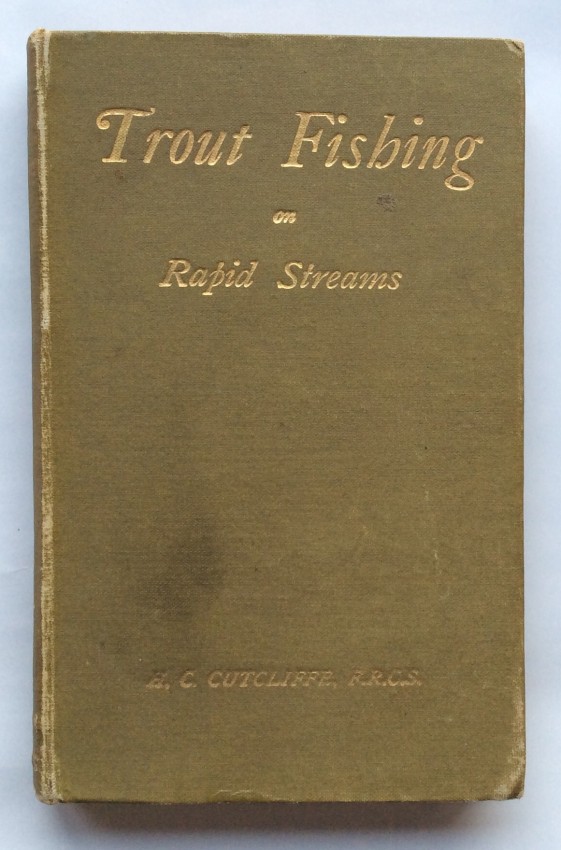 Trout Fishing
on
Rapid Streams
H. C. CUTCLIFFE, F.R.C.S.